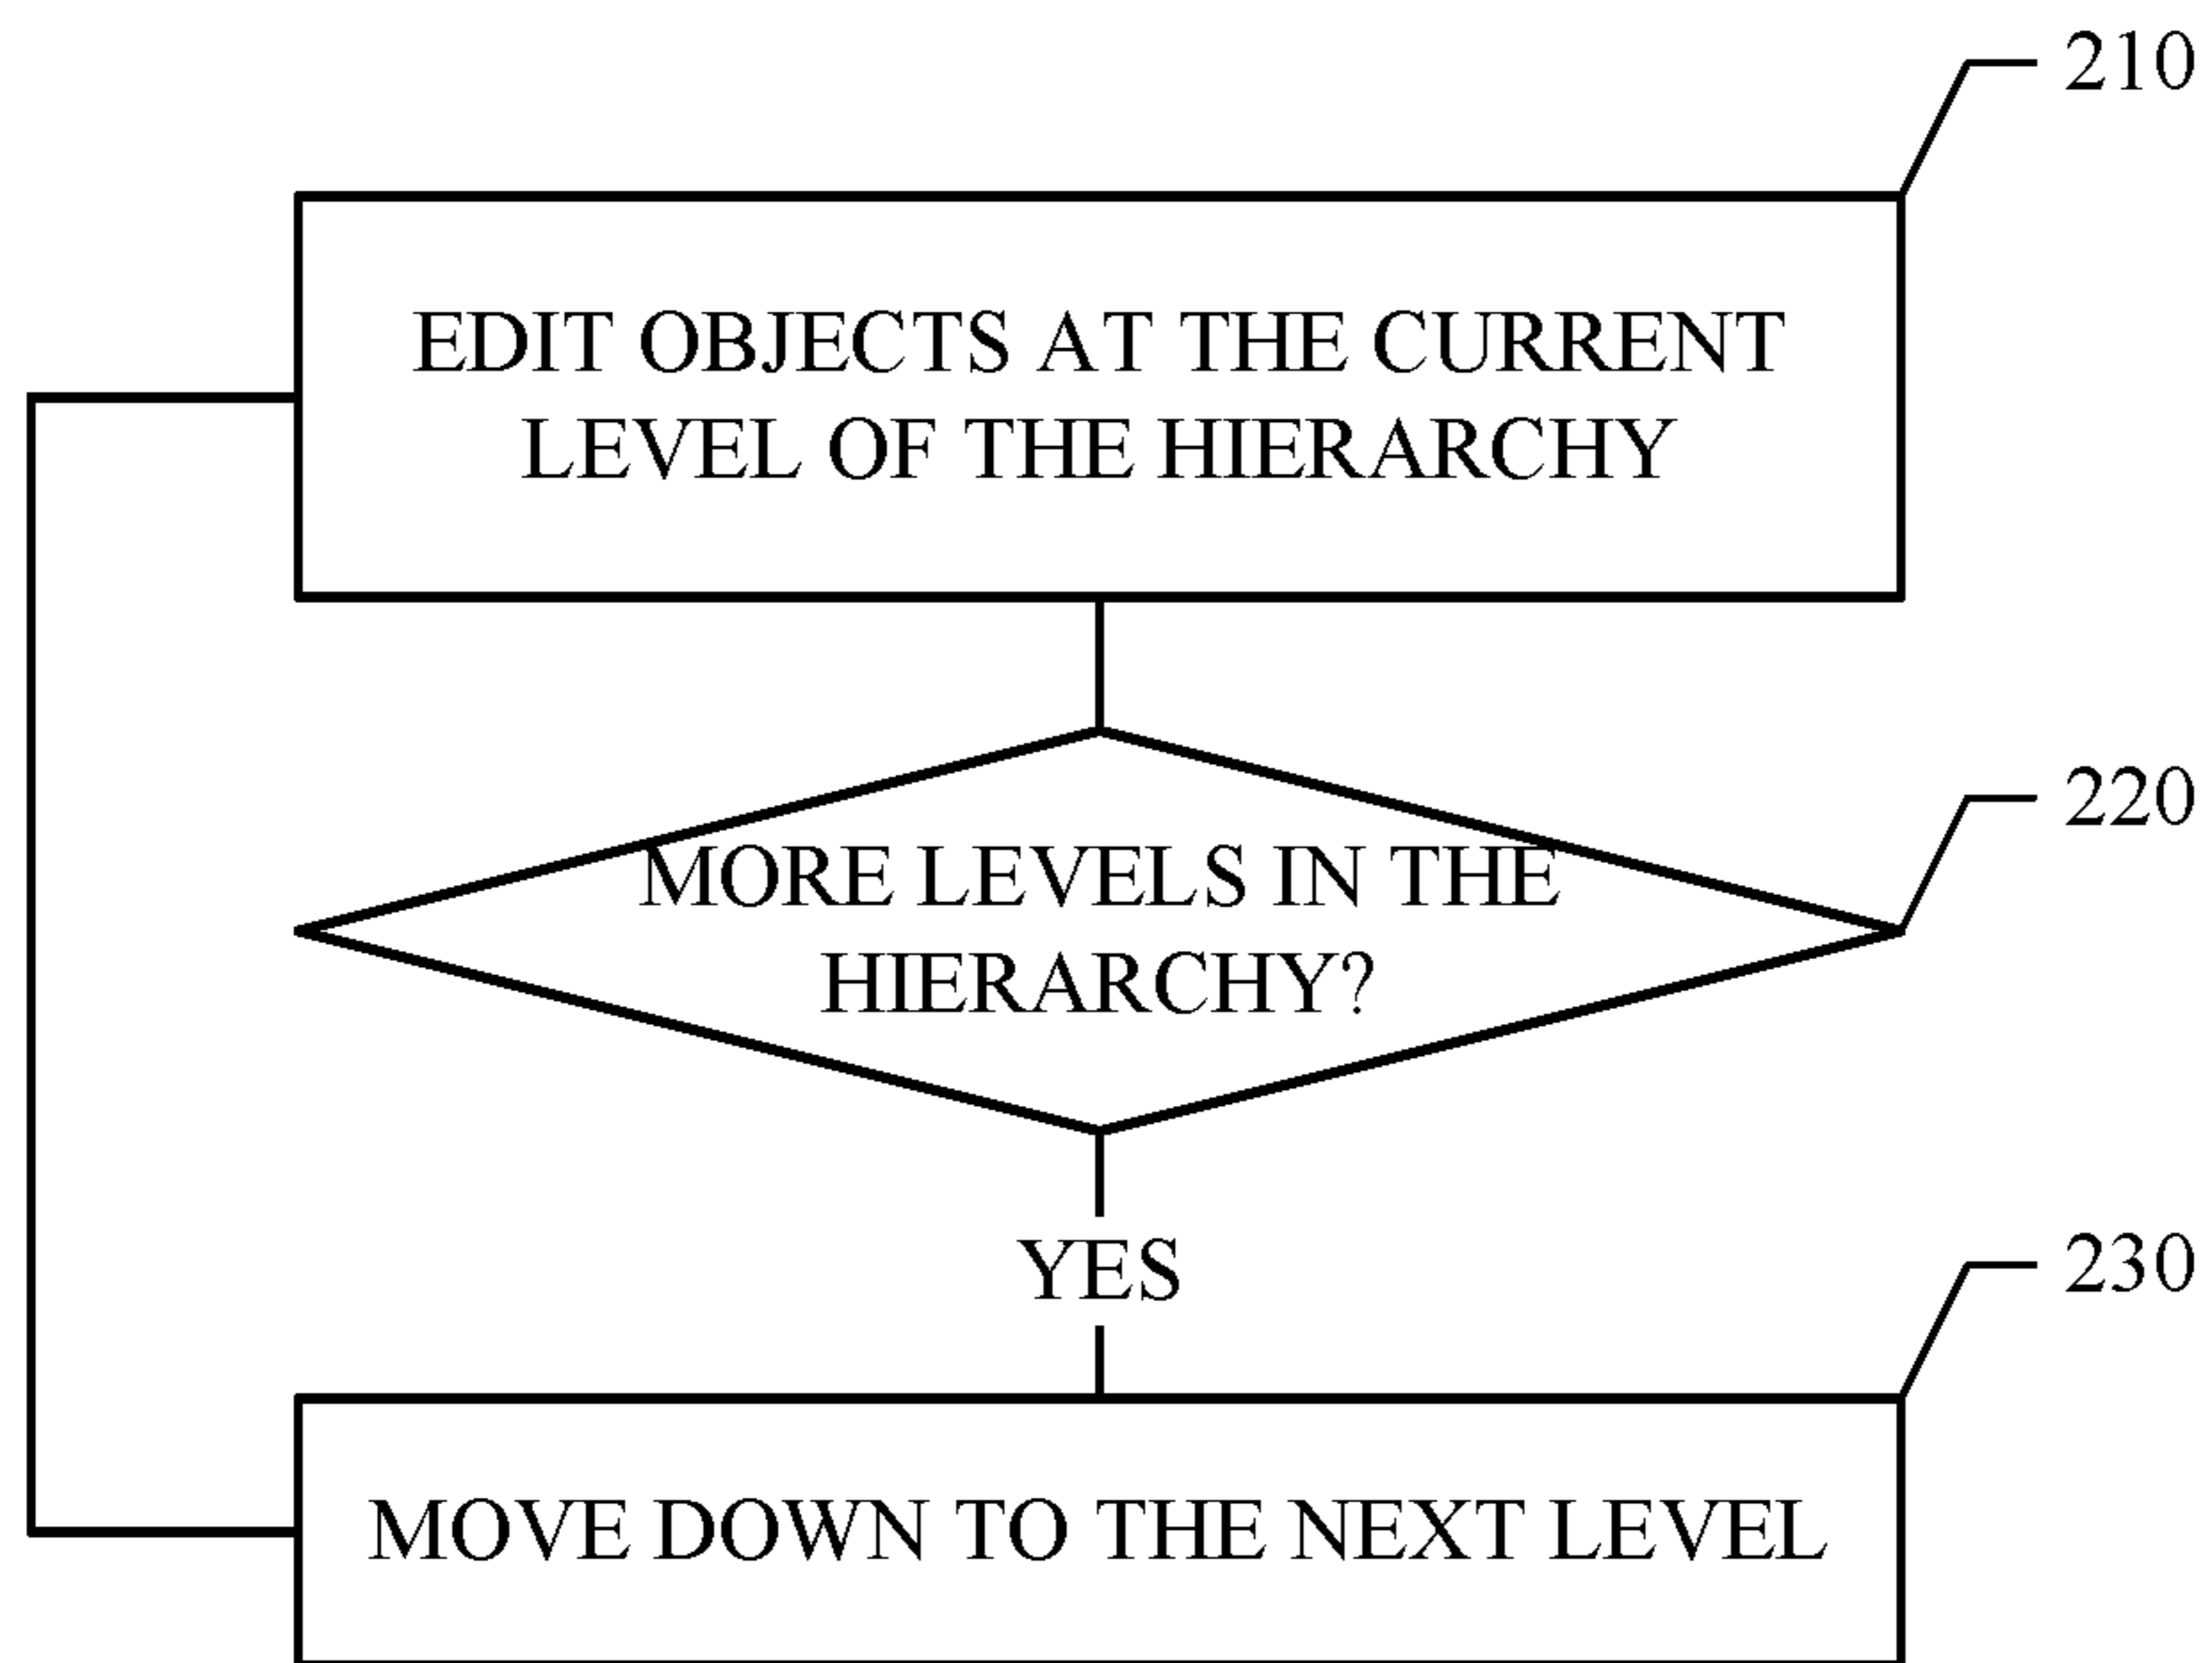 210
EDIT OBJECTS AT THE CURRENT
LEVEL OF THE HIERARCHY
220
MORE LEVELS IN THE
HIERARCHY?
YES
230
MOVE DOWN TO THE NEXT LEVEL